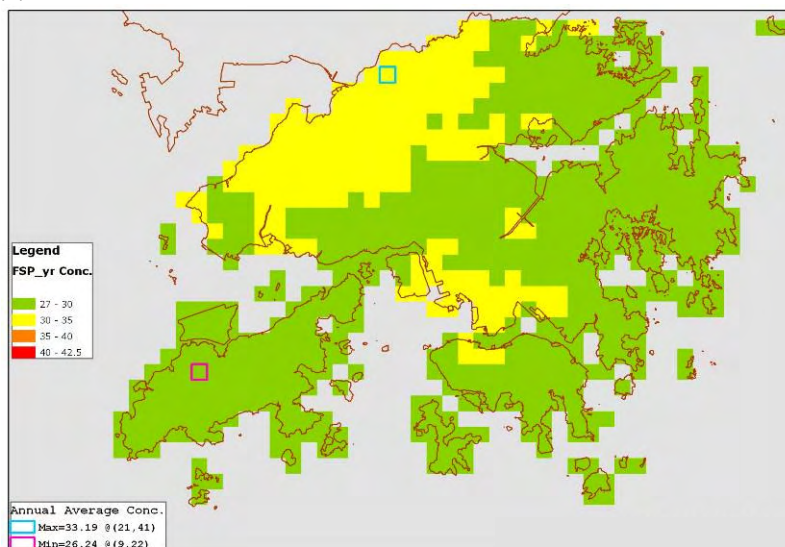 Legend
FSP_yr Conc.
27 - 30
30 - 35
35 - 40
40 - 42.5
Annual Average Conc.
Max=33.19 @(21,41)
Min=26.24 @(9,22)